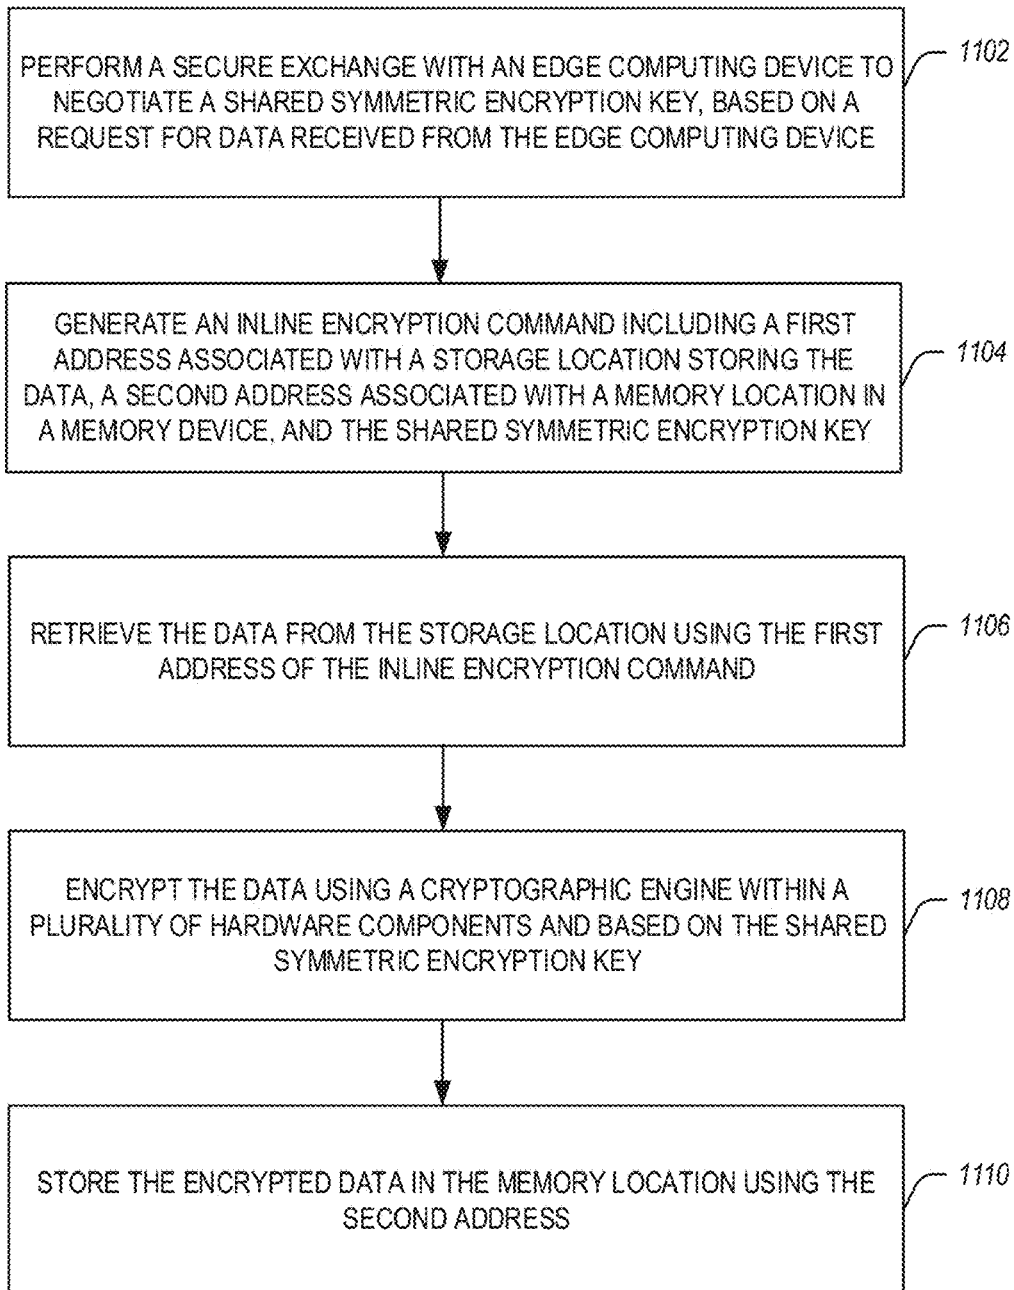 PERFORM A SECURE EXCHANGE WITH AN EDGE COMPUTING DEVICE TO
NEGOTIATE A SHARED SYMMETRIC ENCRYPTION KEY, BASED ON A
REQUEST FOR DATA RECEIVED FROM THE EDGE COMPUTING DEVICE
1102
GENERATE AN INLINE ENCRYPTION COMMAND INCLUDING A FIRST
ADDRESS ASSOCIATED WITH A STORAGE LOCATION STORING THE
DATA, A SECOND ADDRESS ASSOCIATED WITH A MEMORY LOCATION IN
A MEMORY DEVICE, AND THE SHARED SYMMETRIC ENCRYPTION KEY
1104
RETRIEVE THE DATA FROM THE STORAGE LOCATION USING THE FIRST
ADDRESS OF THE INLINE ENCRYPTION COMMAND
1106
ENCRYPT THE DATA USING A CRYPTOGRAPHIC ENGINE WITHIN A
PLURALITY OF HARDWARE COMPONENTS AND BASED ON THE SHARED
SYMMETRIC ENCRYPTION KEY
1108
STORE THE ENCRYPTED DATA IN THE MEMORY LOCATION USING THE
SECOND ADDRESS
1110